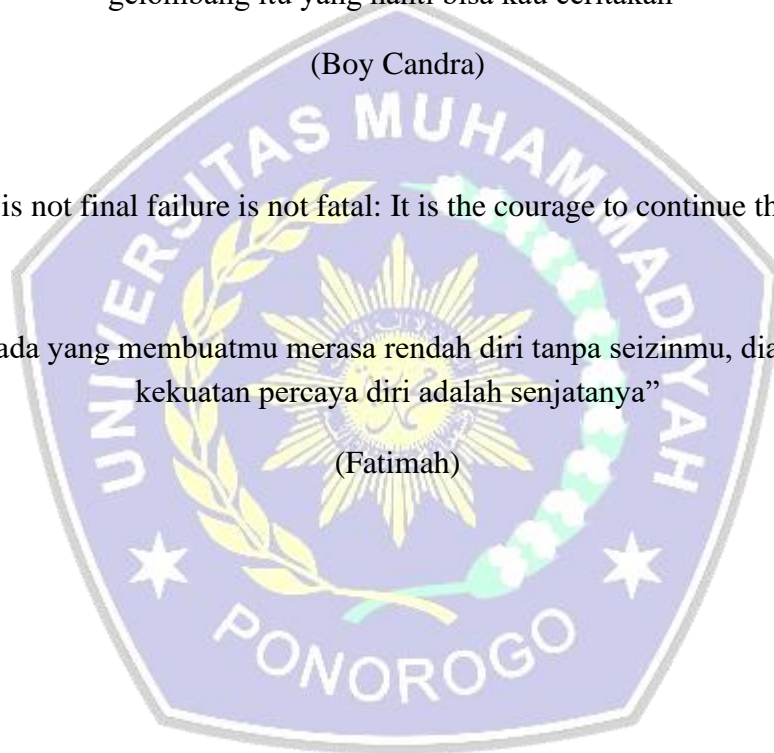 gelombang itu yang nanti bisa kau ceritakan
(Boy Candra)
UNIVERSITAS MUHAMMADIYAH
is not final failure is not fatal: It is the courage to continue th
ada yang membuatmu merasa rendah diri tanpa seizinmu, dia
kekuatan percaya diri adalah senjatanya”
(Fatimah)
PONOROGO